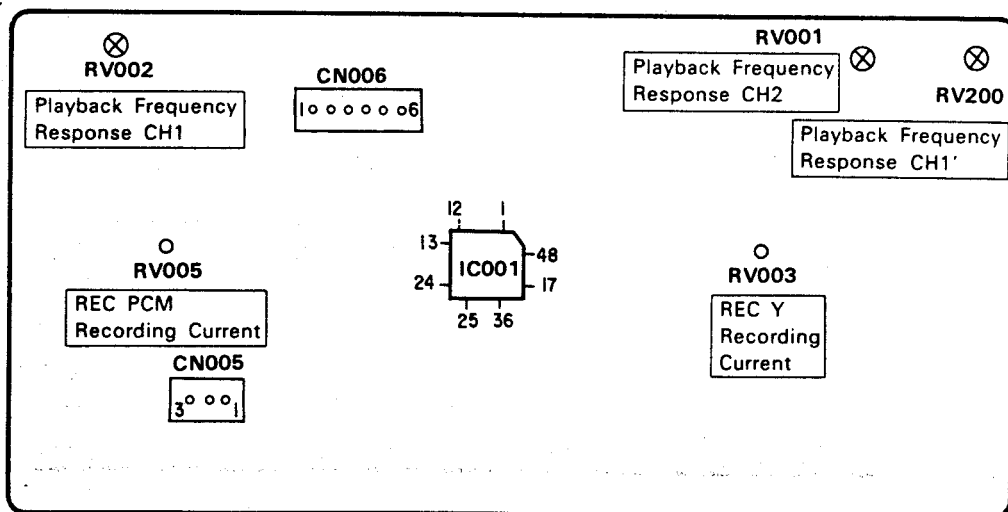 RV002
Playback Frequency
Response CH1
CN006
1 6
RV001
Playback Frequency
Response CH2
RV200
Playback Frequency
Response CH1'
12 1
13 48
IC001
24 17
25 36
RV005
REC PCM
Recording Current
RV003
REC Y
Recording
Current
CN005
3 1